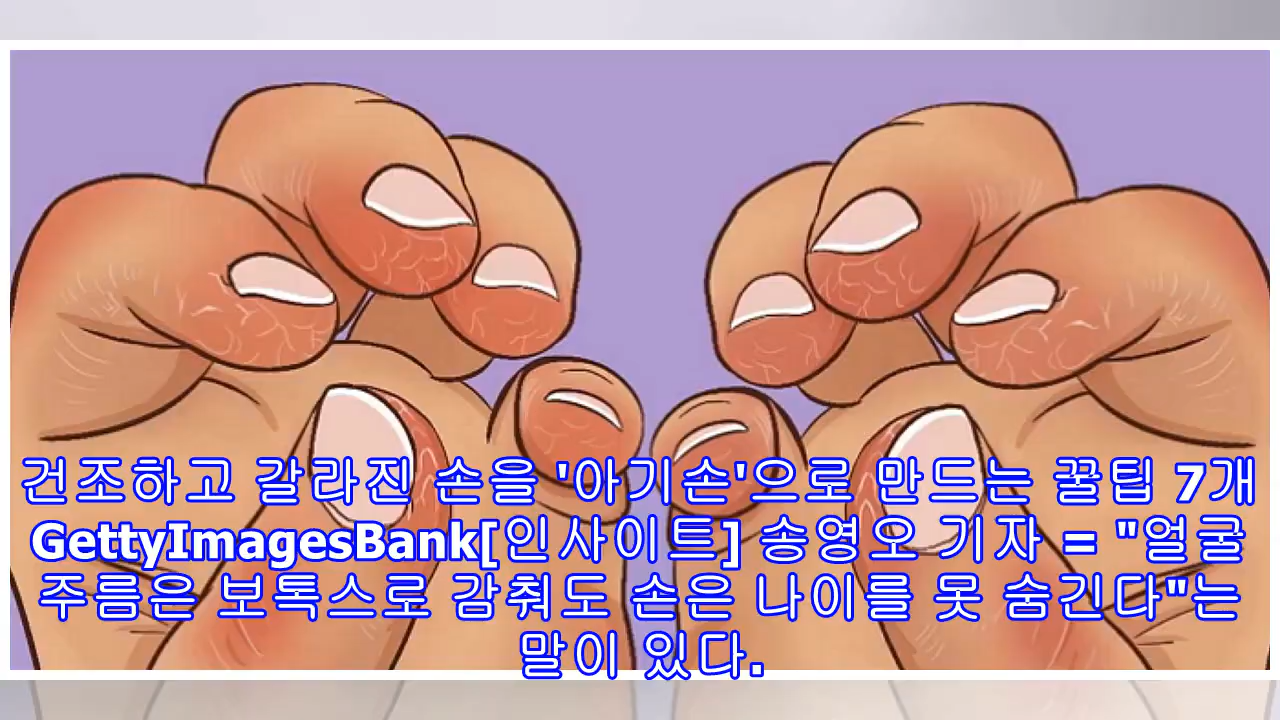 건조하고 갈라진 손을 '아기손'으로 만드는 꿀팁 7개
GettyImagesBank[인사이트] 송영오 기자 = "얼굴
주름은 보톡스로 감춰도 손은 나이를 못 숨긴다"는
말이 있다.